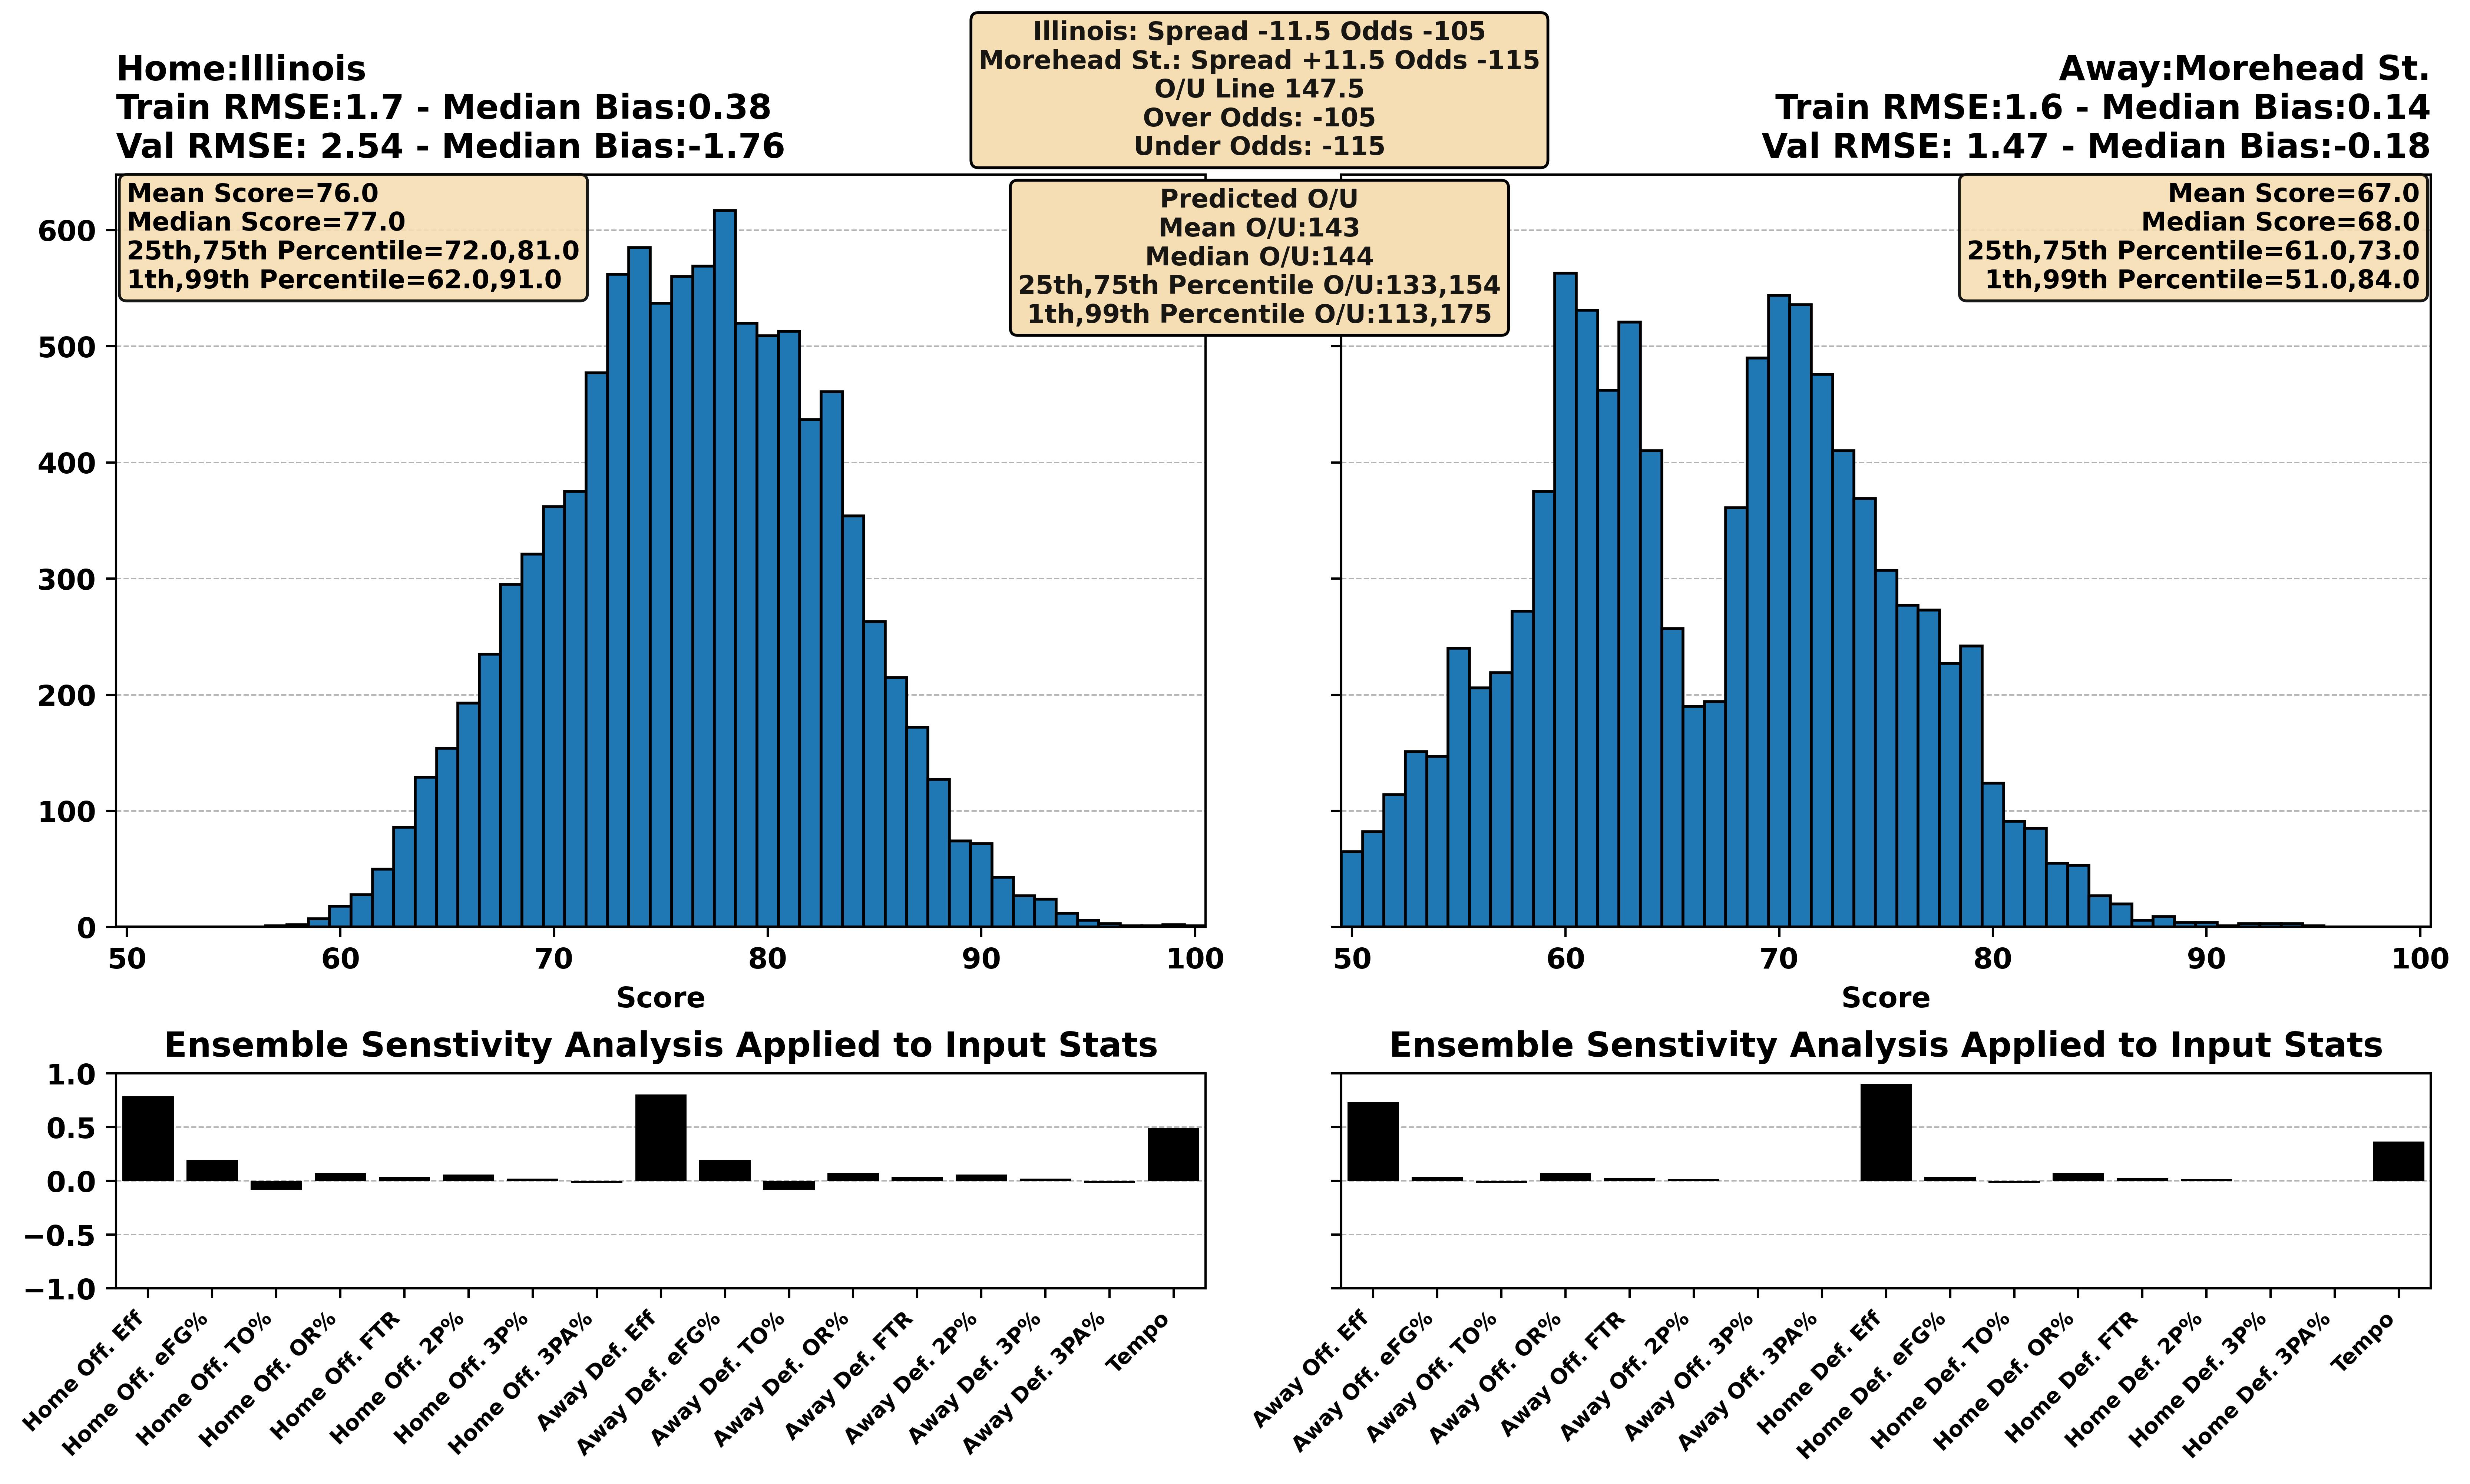 Illinois: Spread -11.5 Odds -105
Morehead St.: Spread +11.5 Odds -115
O/U Line 147.5
Over Odds: -105
Under Odds: -115
Home:Illinois
Train RMSE:1.7 - Median Bias:0.38
Val RMSE: 2.54 - Median Bias:-1.76
Away:Morehead St.
Train RMSE:1.6 - Median Bias:0.14
Val RMSE: 1.47 - Median Bias:-0.18
Mean Score=76.0
Median Score=77.0
25th,75th Percentile=72.0,81.0
1th,99th Percentile=62.0,91.0
Predicted O/U
Mean O/U:143
Median O/U:144
25th,75th Percentile O/U:133,154
1th,99th Percentile O/U:113,175
Mean Score=67.0
Median Score=68.0
25th,75th Percentile=61.0,73.0
1th,99th Percentile=51.0,84.0
600
500
400
300
200
100
0
50 60 70 80 90 100
Score
50 60 70 80 90 100
Score
Ensemble Senstivity Analysis Applied to Input Stats
1.0
0.5
0.0
−0.5
−1.0
Home Off. Eff
Home Off. eFG%
Home Off. TO%
Home Off. OR%
Home Off. FTR
Home Off. 2P%
Home Off. 3P%
Home Off. 3PA%
Away Def. Eff
Away Def. eFG%
Away Def. TO%
Away Def. OR%
Away Def. FTR
Away Def. 2P%
Away Def. 3P%
Away Def. 3PA%
Tempo
Ensemble Senstivity Analysis Applied to Input Stats
Away Off. Eff
Away Off. eFG%
Away Off. TO%
Away Off. OR%
Away Off. FTR
Away Off. 2P%
Away Off. 3P%
Away Off. 3PA%
Home Def. Eff
Home Def. eFG%
Home Def. TO%
Home Def. OR%
Home Def. FTR
Home Def. 2P%
Home Def. 3P%
Home Def. 3PA%
Tempo